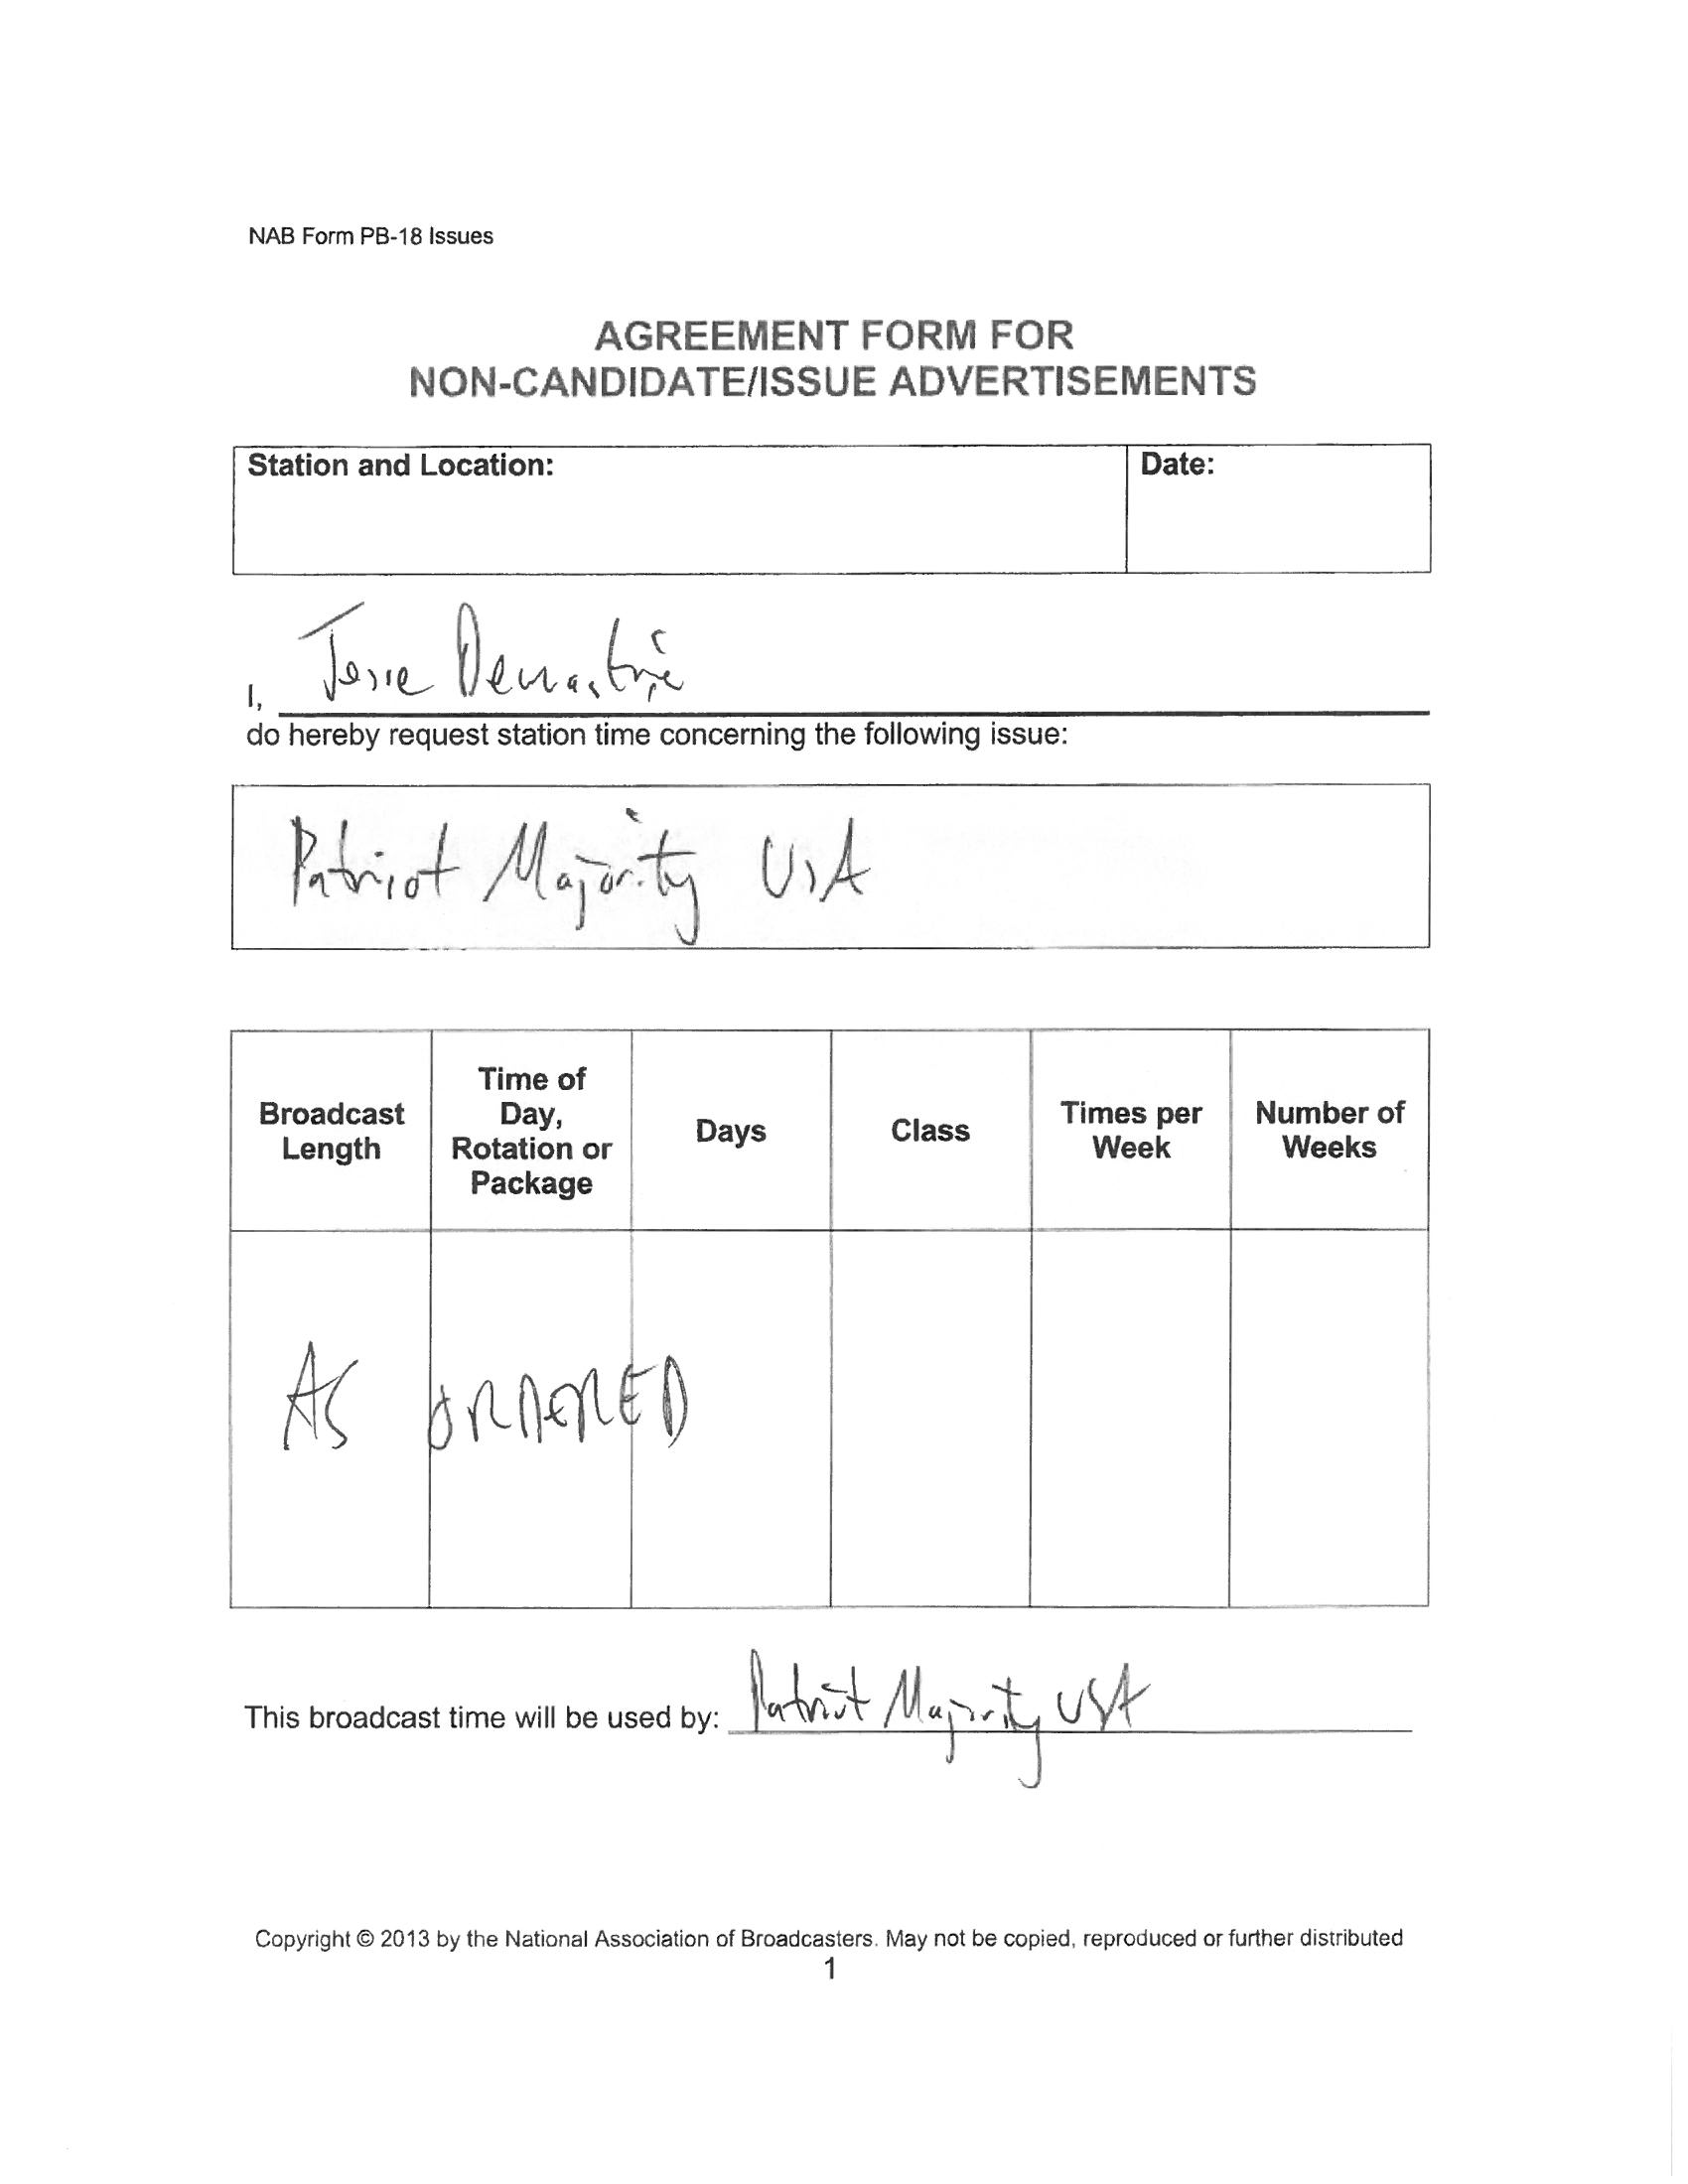 NAB Form PB-18 Issues
AGREEMENT FORM FOR
NON-CANDIDATE/ISSUE ADVERTISEMENTS
Station and Location:
Date:
I, Jesse Demastrie
do hereby request station time concerning the following issue:
Patriot Majority USA
Broadcast Length
Time of Day, Rotation or Package
Days
Class
Times per Week
Number of Weeks
AS ORDERED
This broadcast time will be used by: Patriot Majority USA
Copyright © 2013 by the National Association of Broadcasters. May not be copied, reproduced or further distributed
1